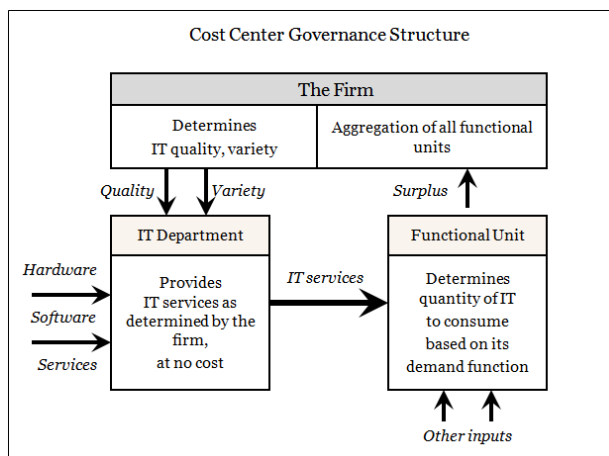 Cost Center Governance Structure
The Firm
Determines
IT quality, variety
Aggregation of all functional
units
Quality
Variety
Surplus
IT Department
Functional Unit
Hardware
Software
Services
Provides
IT services as
determined by the
firm,
at no cost
IT services
Determines
quantity of IT
to consume
based on its
demand function
Other inputs